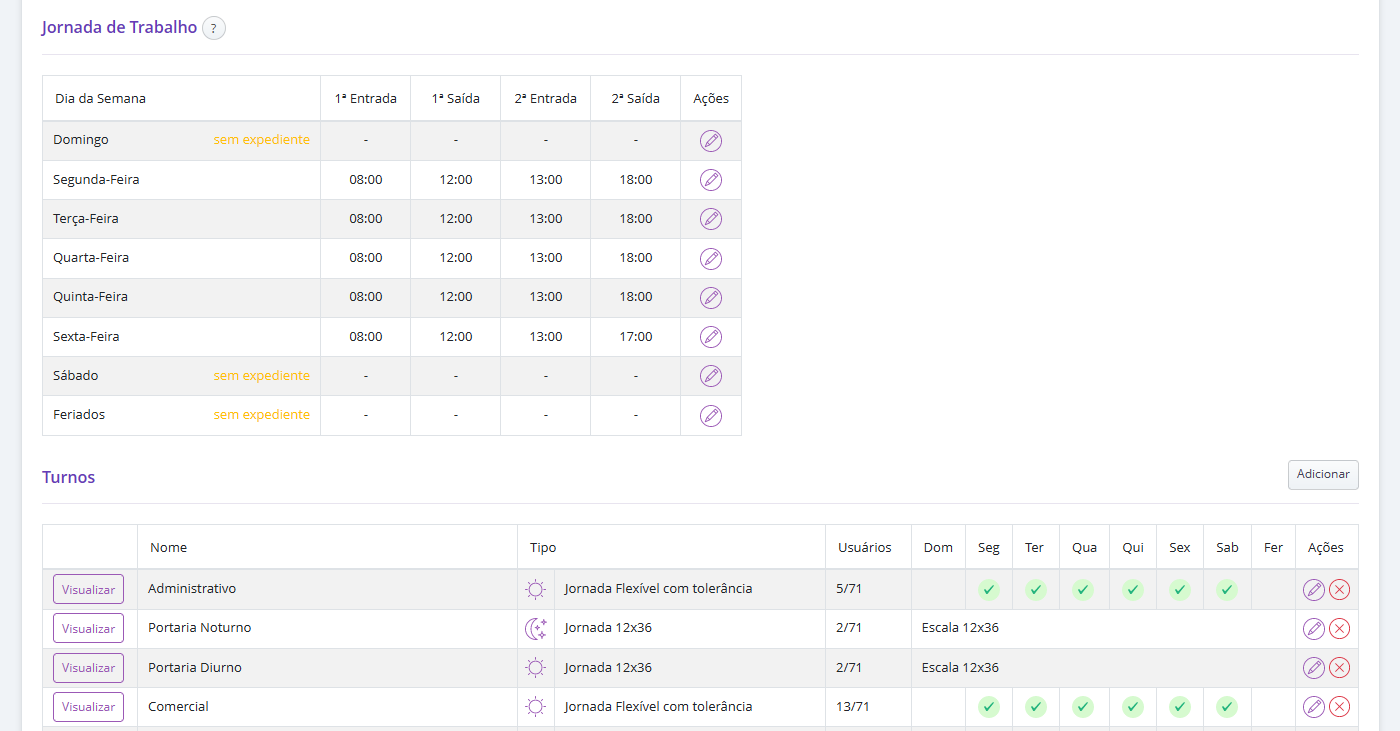 Jornada de Trabalho ?
Dia da Semana 1ª Entrada 1ª Saída 2ª Entrada 2ª Saída Ações
Domingo sem expediente - - - -
Segunda-Feira 08:00 12:00 13:00 18:00
Terça-Feira 08:00 12:00 13:00 18:00
Quarta-Feira 08:00 12:00 13:00 18:00
Quinta-Feira 08:00 12:00 13:00 18:00
Sexta-Feira 08:00 12:00 13:00 17:00
Sábado sem expediente - - - -
Feriados sem expediente - - - -
Turnos Adicionar
Nome Tipo Usuários Dom Seg Ter Qua Qui Sex Sab Fer Ações
Visualizar Administrativo Jornada Flexível com tolerância 5/71
Visualizar Portaria Noturno Jornada 12x36 2/71 Escala 12x36
Visualizar Portaria Diurno Jornada 12x36 2/71 Escala 12x36
Visualizar Comercial Jornada Flexível com tolerância 13/71